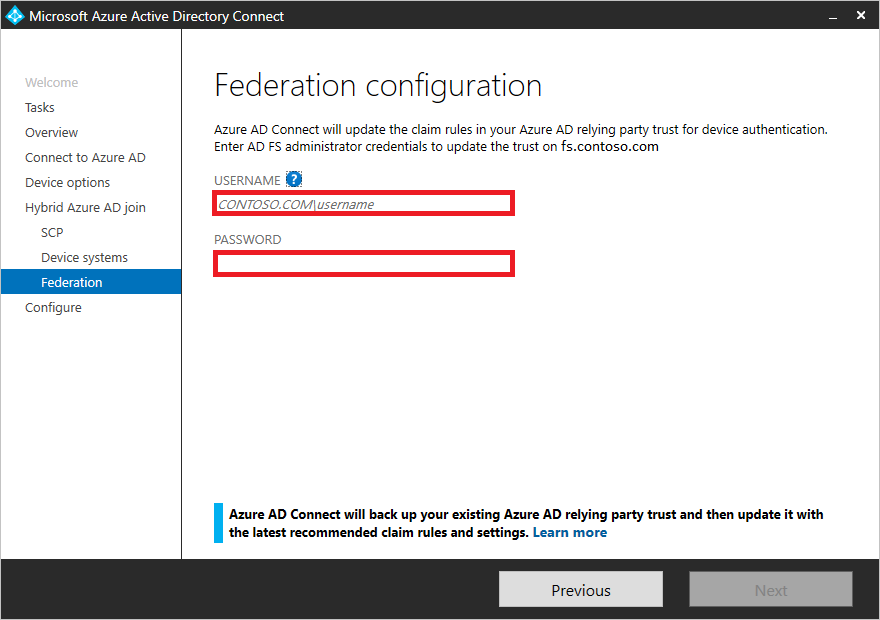 Microsoft Azure Active Directory Connect
Welcome
Tasks
Overview
Connect to Azure AD
Device options
Hybrid Azure AD join
SCP
Device systems
Federation
Configure
Federation configuration
Azure AD Connect will update the claim rules in your Azure AD relying party trust for device authentication.
Enter AD FS administrator credentials to update the trust on fs.contoso.com
USERNAME ?
CONTOSO.COM\username
PASSWORD
Azure AD Connect will back up your existing Azure AD relying party trust and then update it with
the latest recommended claim rules and settings. Learn more
Previous
Next